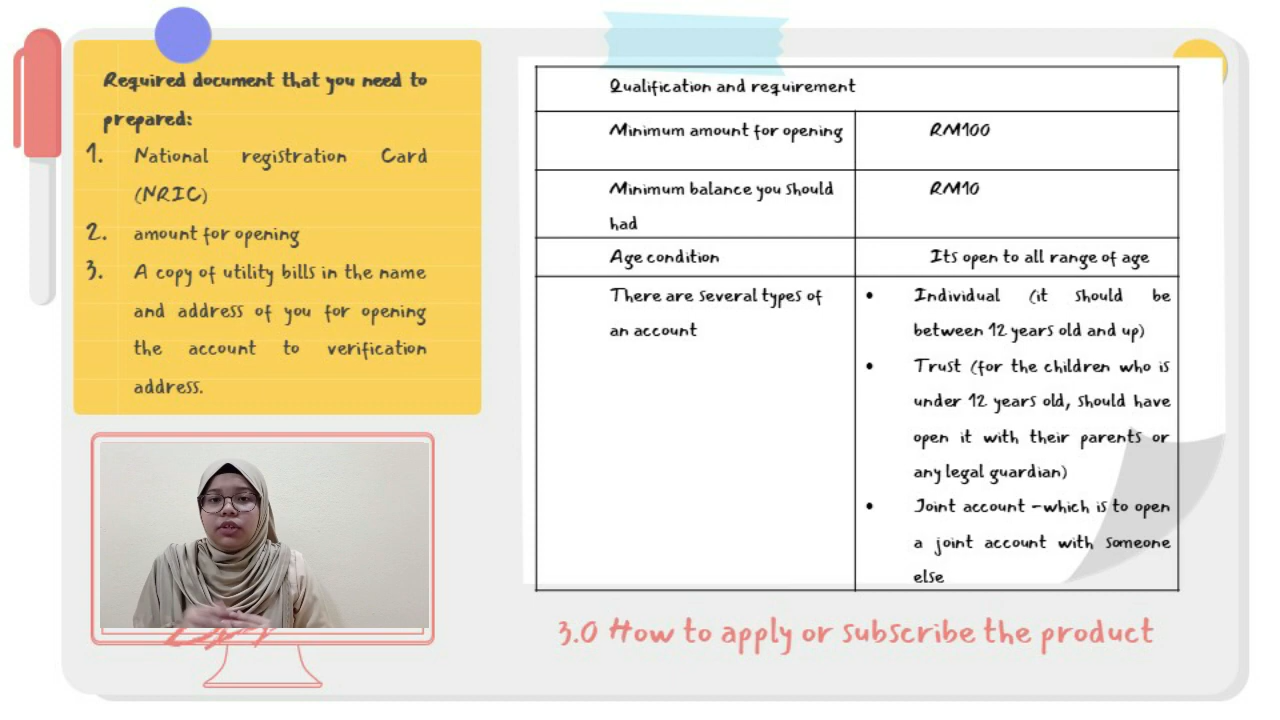 Required document that you need to
prepared:
1. National registration Card
(NRIC)
2. amount for opening
3. A copy of utility bills in the name
and address of you for opening
the account to verification
address.
Qualification and requirement
Minimum amount for opening
RM100
Minimum balance you should
had
RM10
Age condition
Its open to all range of age
There are several types of
an account
• Individual (it should be
between 12 years old and up)
• Trust (for the children who is
under 12 years old, should have
open it with their parents or
any legal guardian)
• Joint account -which is to open
a joint account with someone
else
3.0 How to apply or subscribe the product